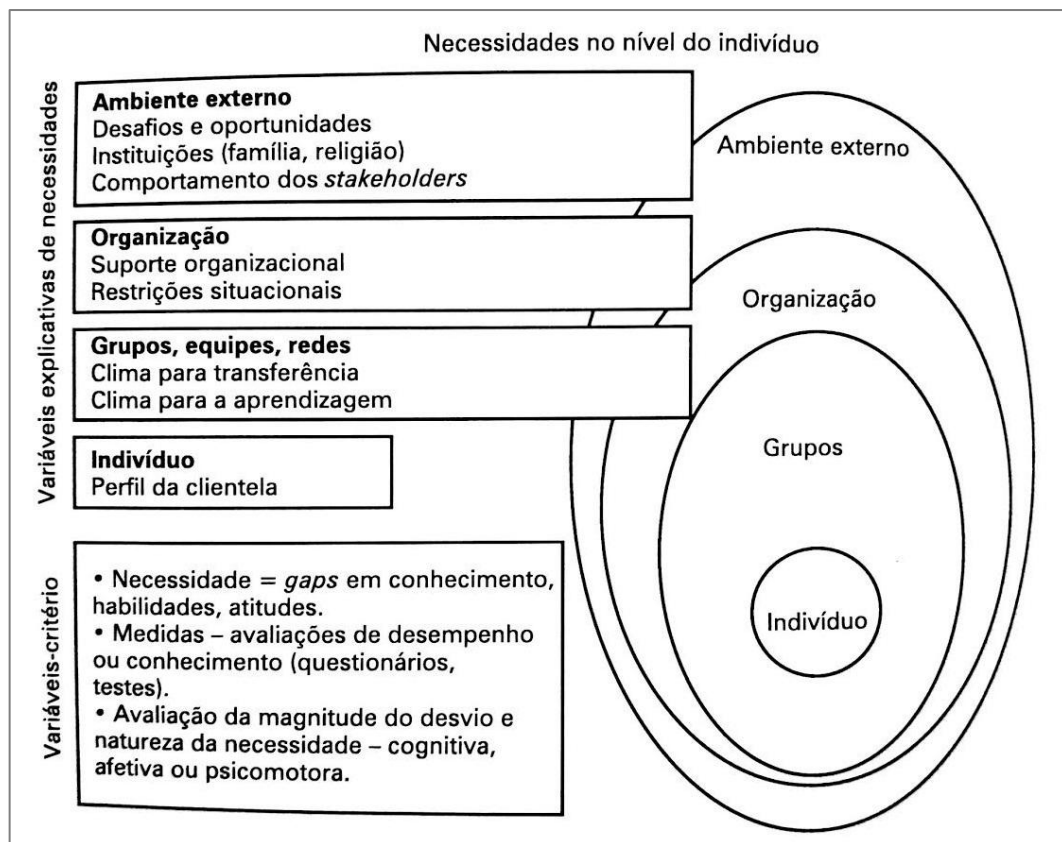 Necessidades no nível do indivíduo
Variáveis explicativas de necessidades
Ambiente externo
Desafios e oportunidades
Instituições (família, religião)
Comportamento dos stakeholders
Organização
Suporte organizacional
Restrições situacionais
Grupos, equipes, redes
Clima para transferência
Clima para a aprendizagem
Indivíduo
Perfil da clientela
Variáveis-critério
• Necessidade = gaps em conhecimento,
habilidades, atitudes.
• Medidas – avaliações de desempenho
ou conhecimento (questionários,
testes).
• Avaliação da magnitude do desvio e
natureza da necessidade – cognitiva,
afetiva ou psicomotora.
Ambiente externo
Organização
Grupos
Indivíduo